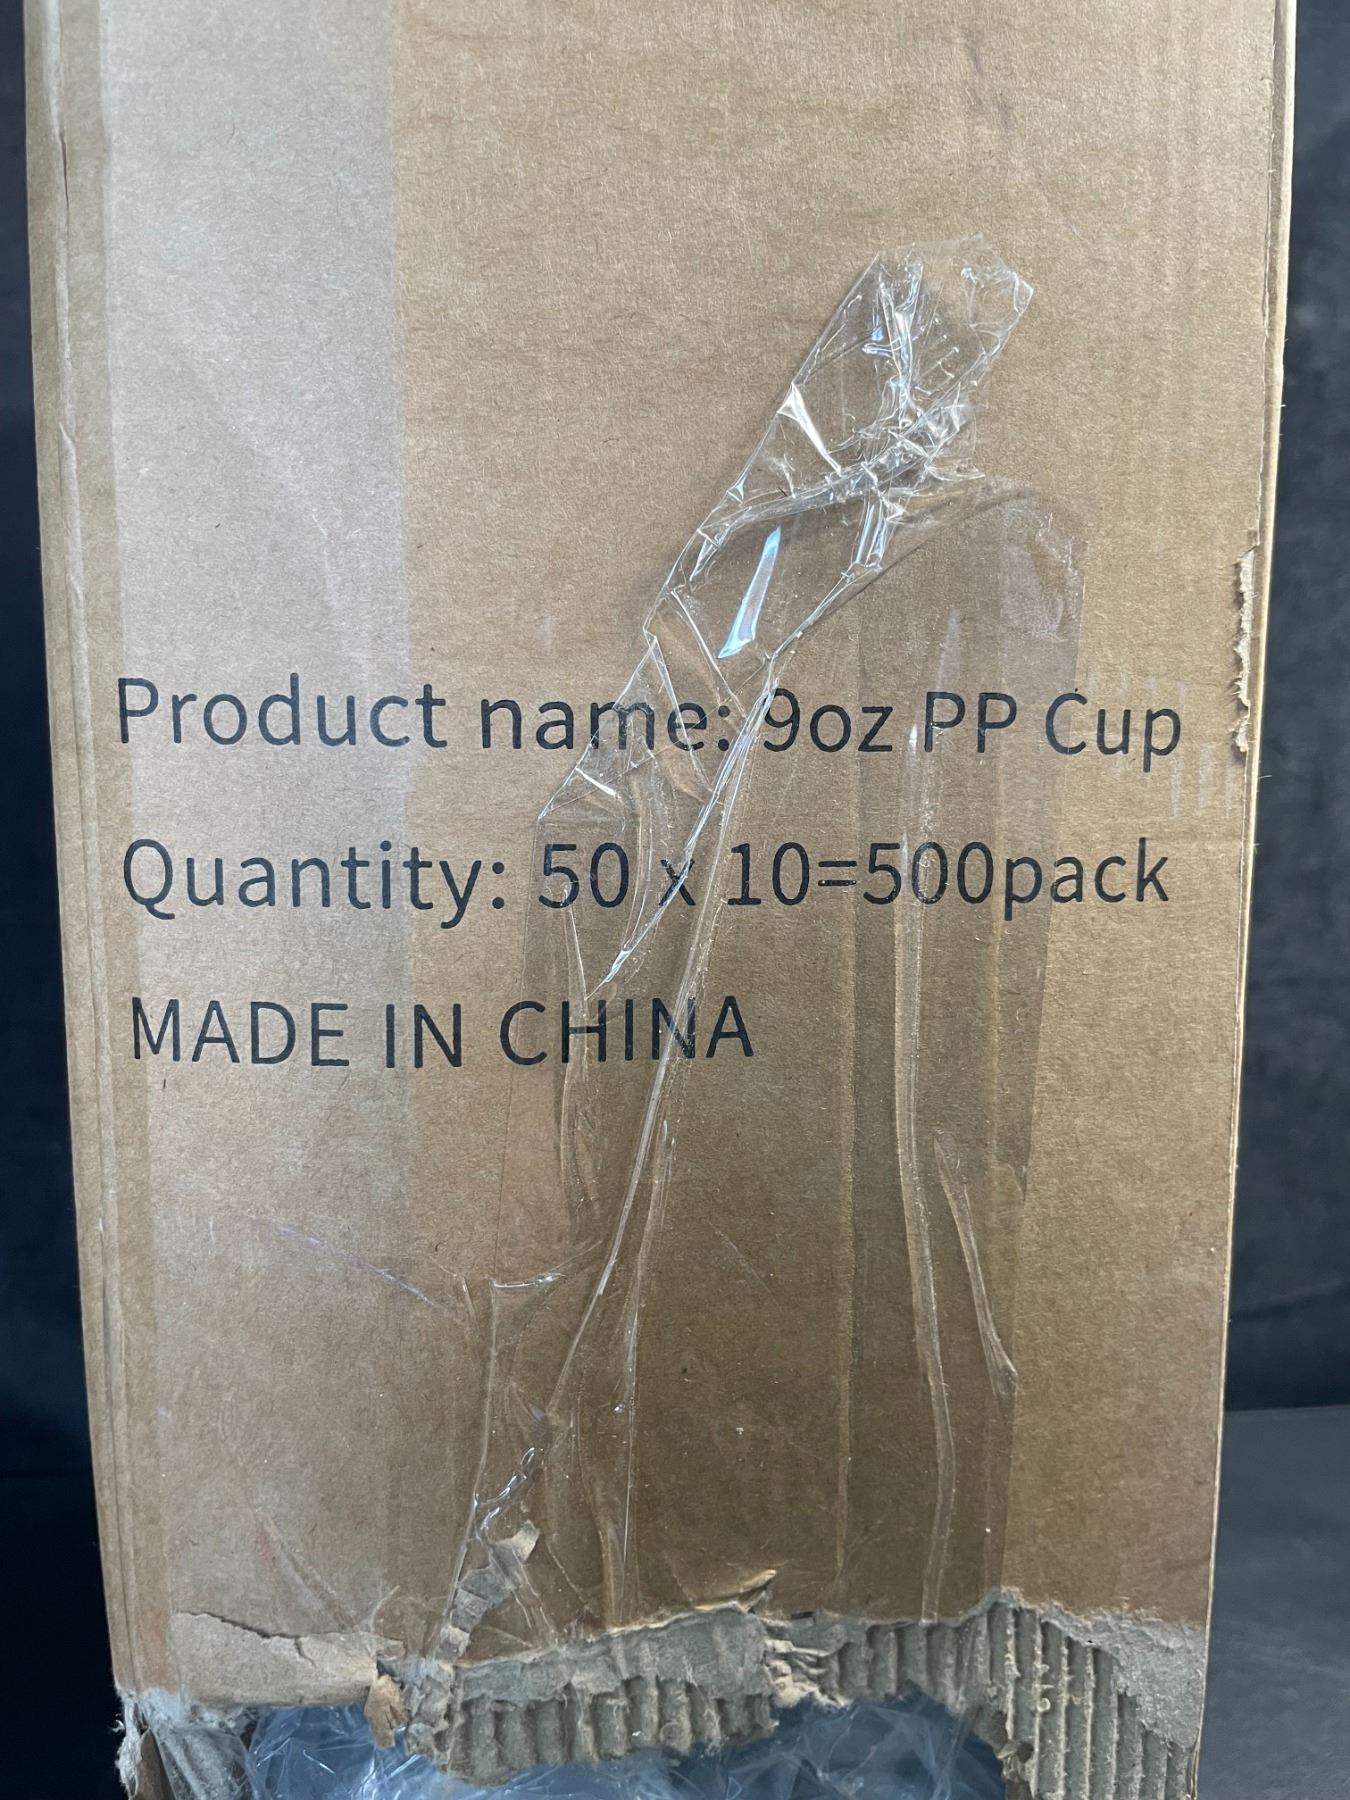 Product name: 9oz PP Cup
Quantity: 50 x 10=500pack
MADE IN CHINA